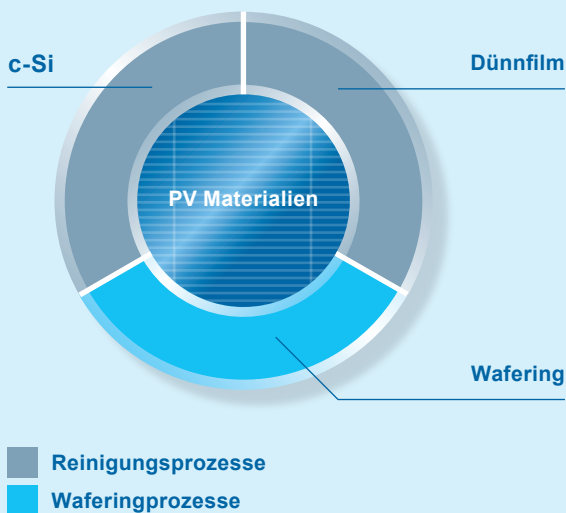 c-Si
Dünnfilm
PV Materialien
Wafering
Reinigungsprozesse
Waferingprozesse